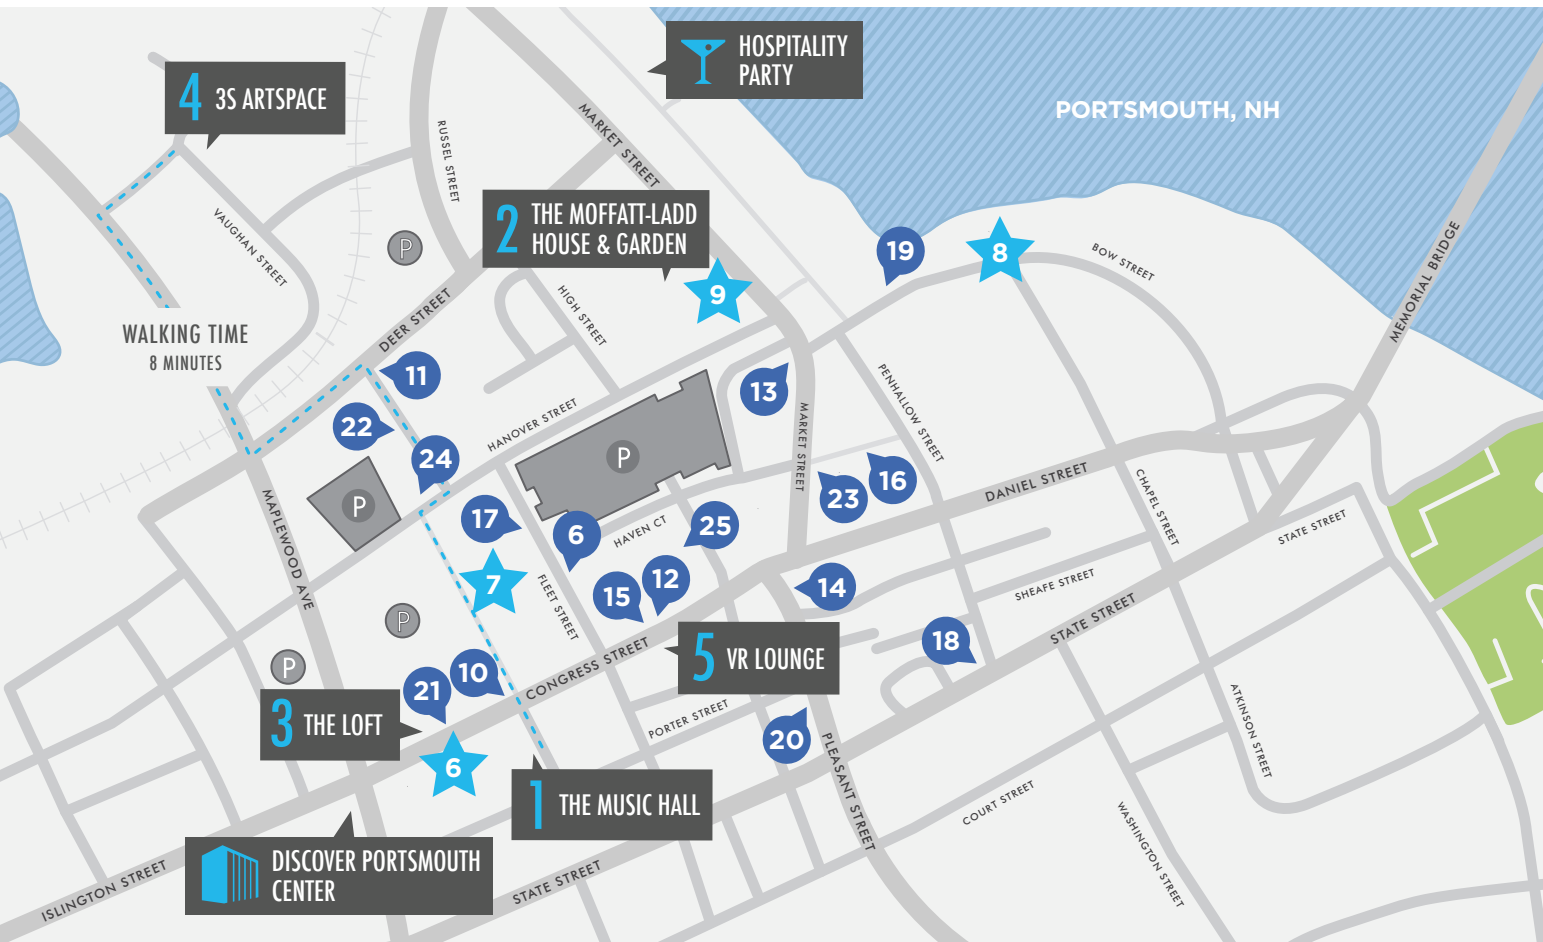 HOSPITALITY
PARTY
4 3S ARTSPACE
PORTSMOUTH, NH
MARKET STREET
RUSSEL STREET
2 THE MOFFATT-LADD
HOUSE & GARDEN
VAUGHAN STREET
P
19
8
BOW STREET
MEMORIAL BRIDGE
9
HIGH STREET
DEER STREET
WALKING TIME
8 MINUTES
11
13
PENHALLOW STREET
22
HANOVER STREET
MARKET STREET
24
P
16
23
DANIEL STREET
CHAPEL STREET
P
MAPLEWOOD AVE
17
6
HAVEN CT
25
STATE STREET
7
FLEET STREET
15
12
14
SHEAFE STREET
STATE STREET
P
18
P
CONGRESS STREET
5 VR LOUNGE
10
21
3 THE LOFT
PORTER STREET
20
PLEASANT STREET
ATKINSON STREET
6
1 THE MUSIC HALL
COURT STREET
WASHINGTON STREET
DISCOVER PORTSMOUTH
CENTER
ISLINGTON STREET
STATE STREET